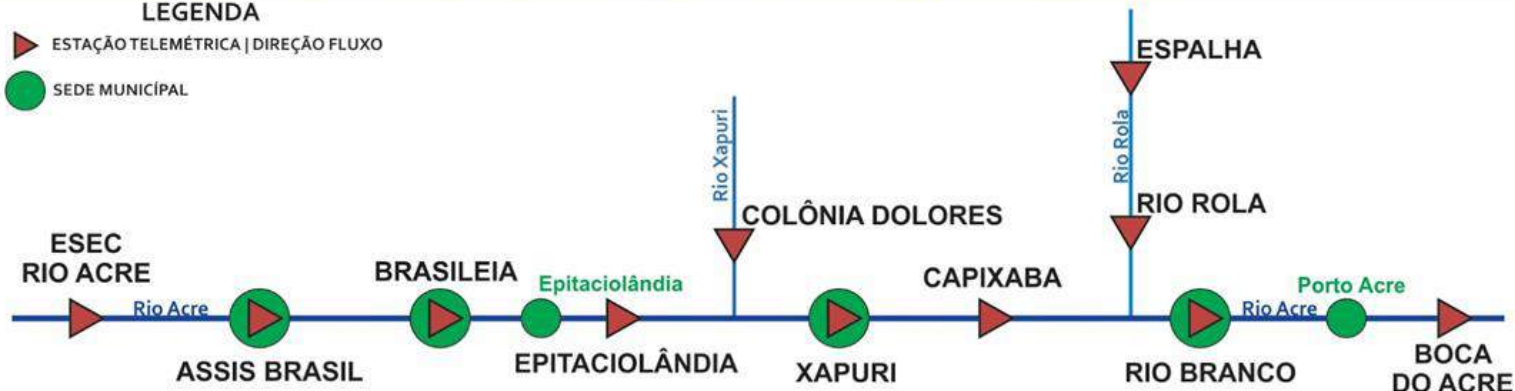 LEGENDA
ESTAÇÃO TELEMÉTRICA | DIREÇÃO FLUXO
SEDE MUNICÍPAL
ESPALHA
Rio Xapuri
Rio Rola
COLÔNIA DOLORES
RIO ROLA
ESEC
RIO ACRE
BRASILEIA
Epitaciolândia
CAPIXABA
Porto Acre
Rio Acre
Rio Acre
ASSIS BRASIL
EPITACIOLÂNDIA
XAPURI
RIO BRANCO
BOCA
DO ACRE